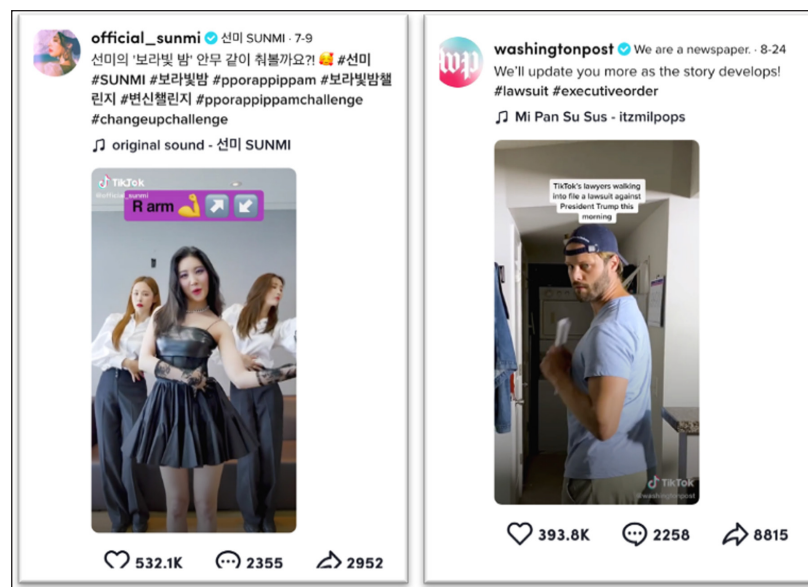 official_sunmi 선미 SUNMI · 7-9
선미의 '보라빛 밤' 안무 같이 춰볼까요?! 🥰 #선미
#SUNMI #보라빛밤 #pporappippam #보라빛밤챌
린지 #변신챌린지 #pporappippamchallenge
#changeupchallenge
♫ original sound - 선미 SUNMI
TikTok
@official_sunmi
R arm 💪 ↗ ↙
532.1K 2355 2952
wp
washingtonpost We are a newspaper. · 8-24
We'll update you more as the story develops!
#lawsuit #executiveorder
♫ Mi Pan Su Sus - itzmilpops
TikTok's lawyers walking
into file a lawsuit against
President Trump this
morning
TikTok
@washingtonpost
393.8K 2258 8815